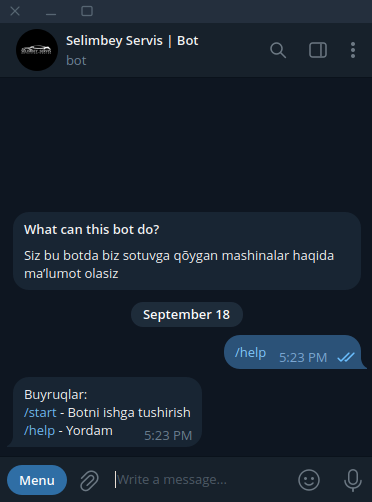 Selimbey Servis | Bot
bot
What can this bot do?
Siz bu botda biz sotuvga qõygan mashinalar haqida
ma’lumot olasiz
September 18
/help 5:23 PM
Buyruqlar:
/start - Botni ishga tushirish
/help - Yordam 5:23 PM
Menu
Write a message...